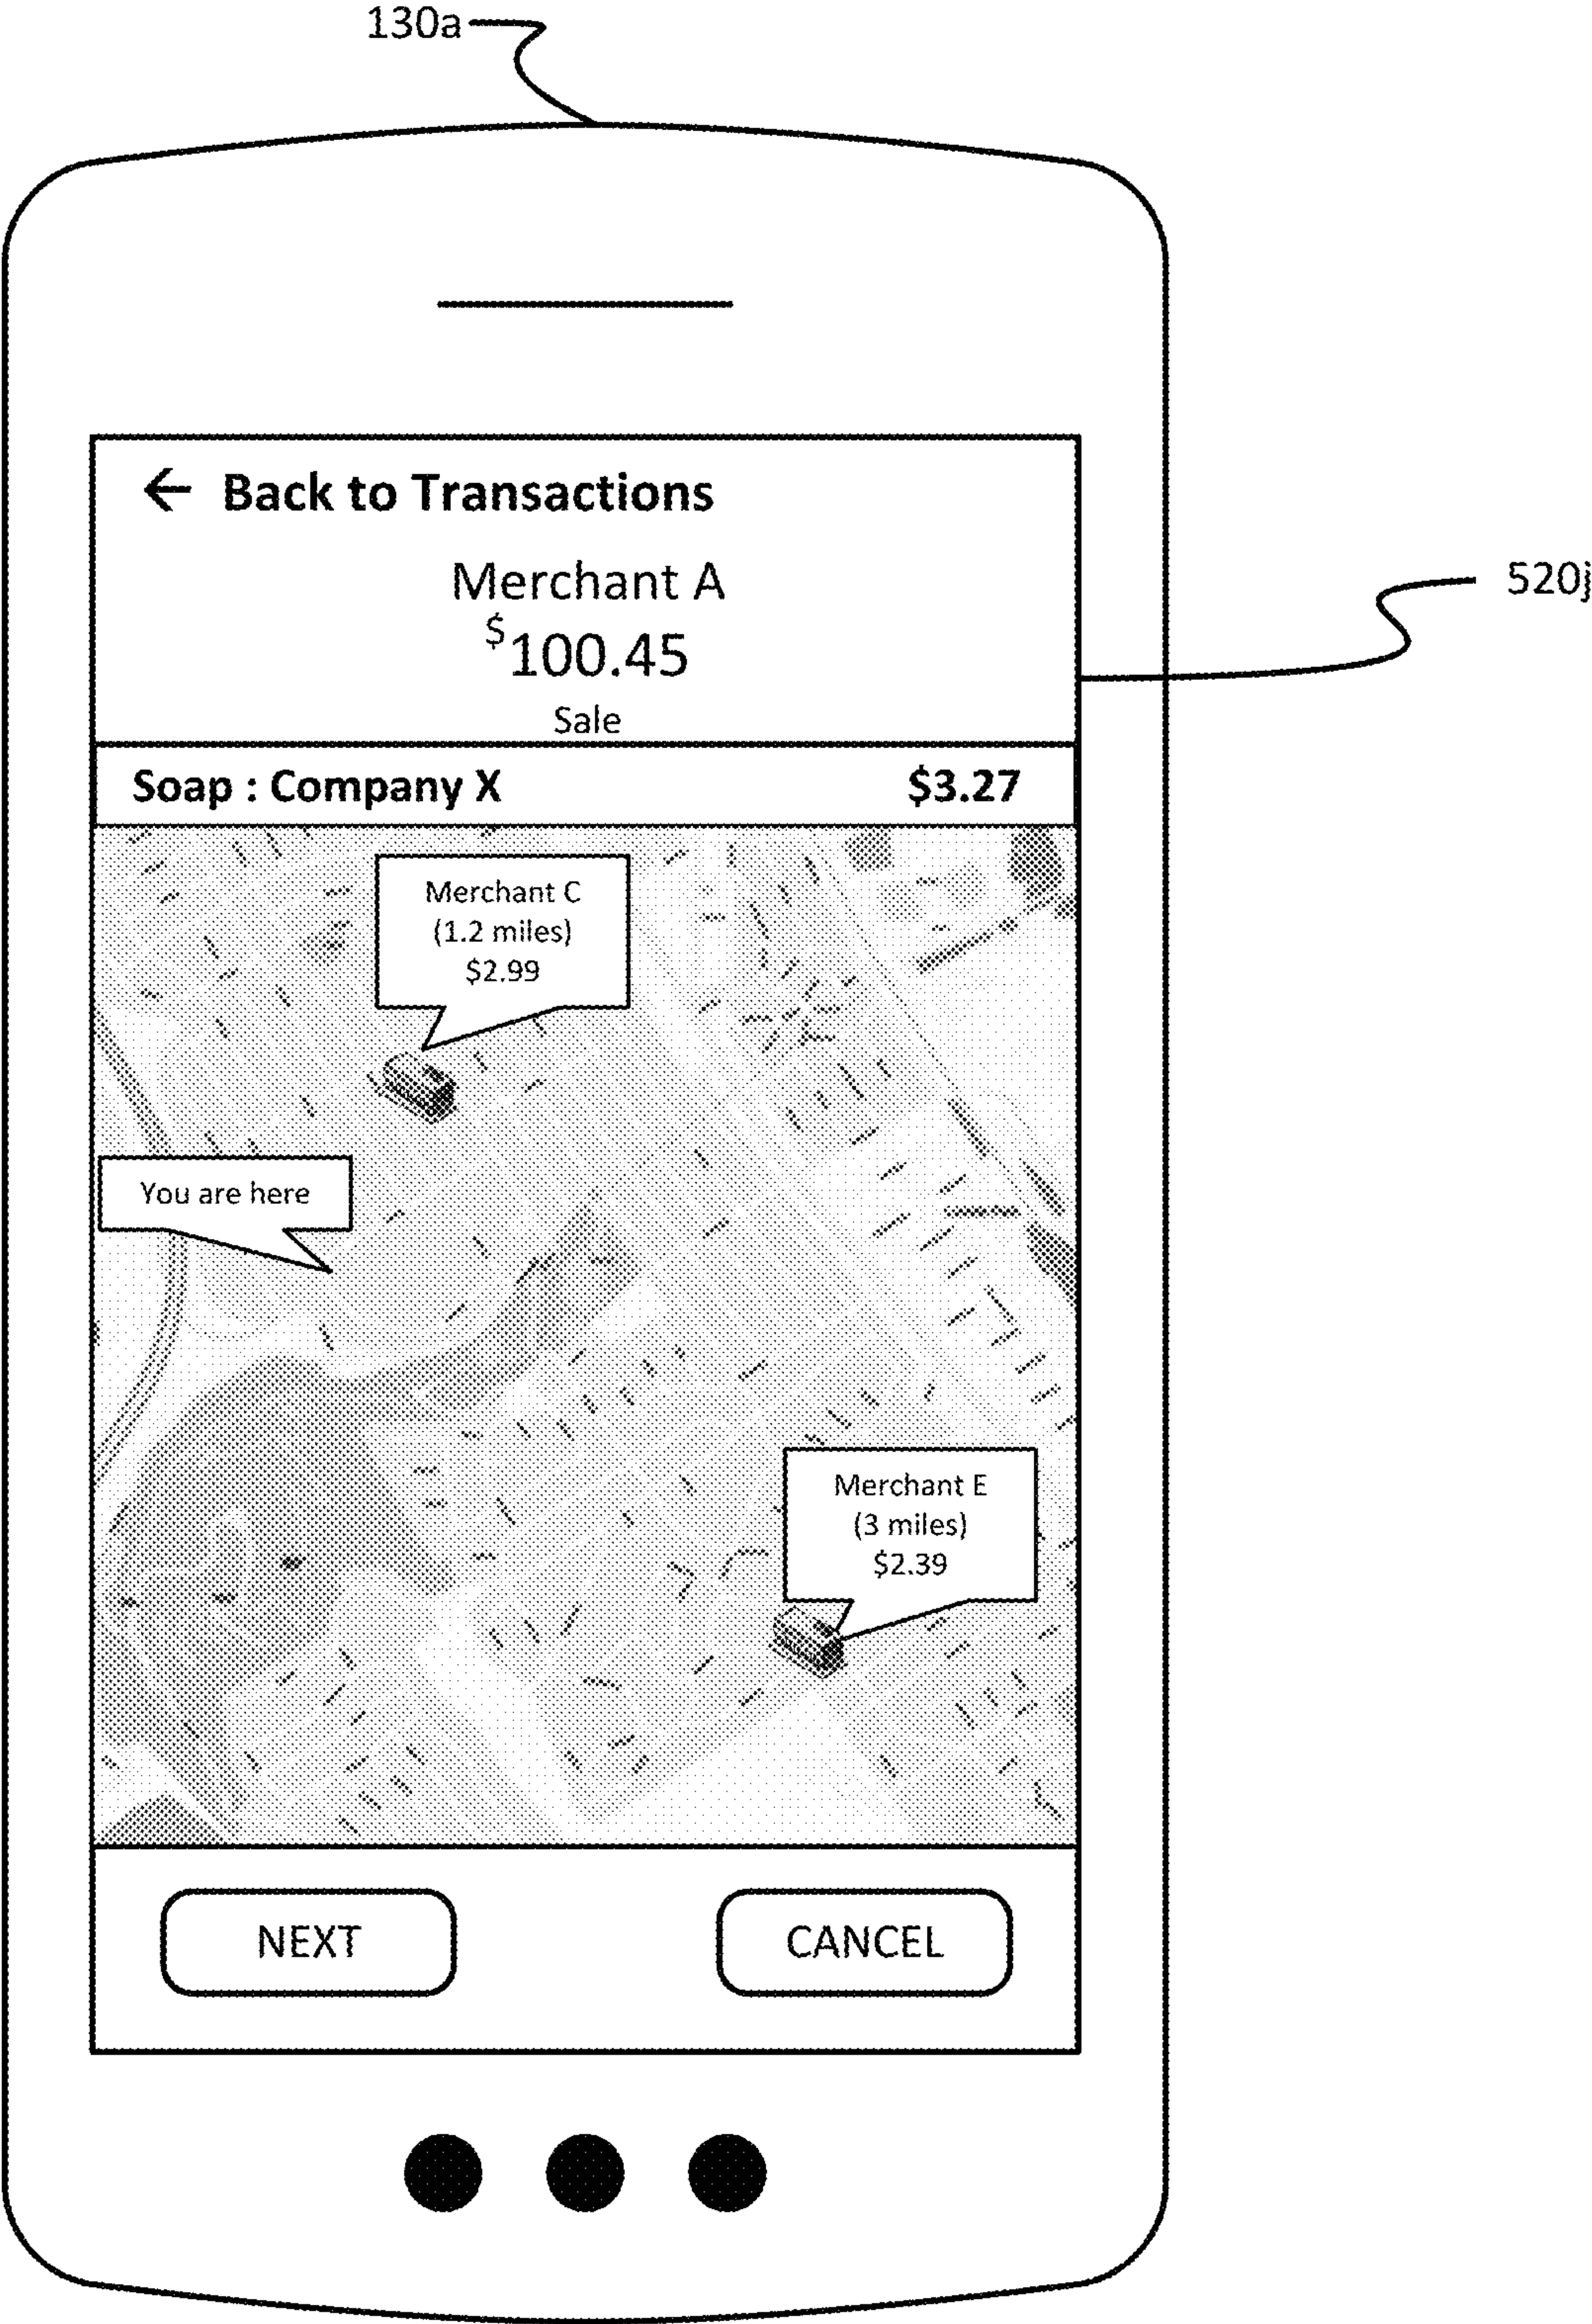 130a
← Back to Transactions
Merchant A
$100.45
Sale
520j
Soap : Company X $3.27
Merchant C
(1.2 miles)
$2.99
You are here
Merchant E
(3 miles)
$2.39
NEXT CANCEL